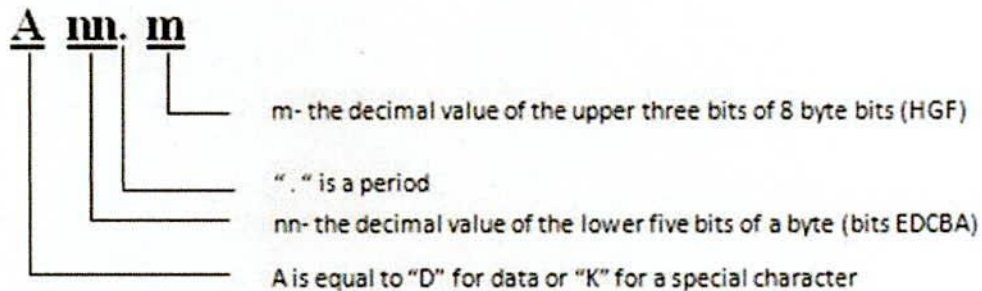 A nn. m
m- the decimal value of the upper three bits of 8 byte bits (HGF)
“ . “ is a period
nn- the decimal value of the lower five bits of a byte (bits EDCBA)
A is equal to “D” for data or “K” for a special character